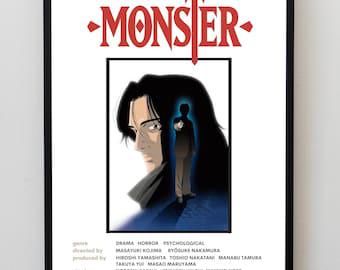 MONSTER
genre DRAMA HORROR PSYCHOLOGICAL
directed by MASAYUKI KOJIMA RYŌSUKE NAKAMURA
produced by HIROSHI YAMASHITA TOSHIO NAKATANI MANABU TAMURA
TAKUYA YUI MASAO MARUYAMA